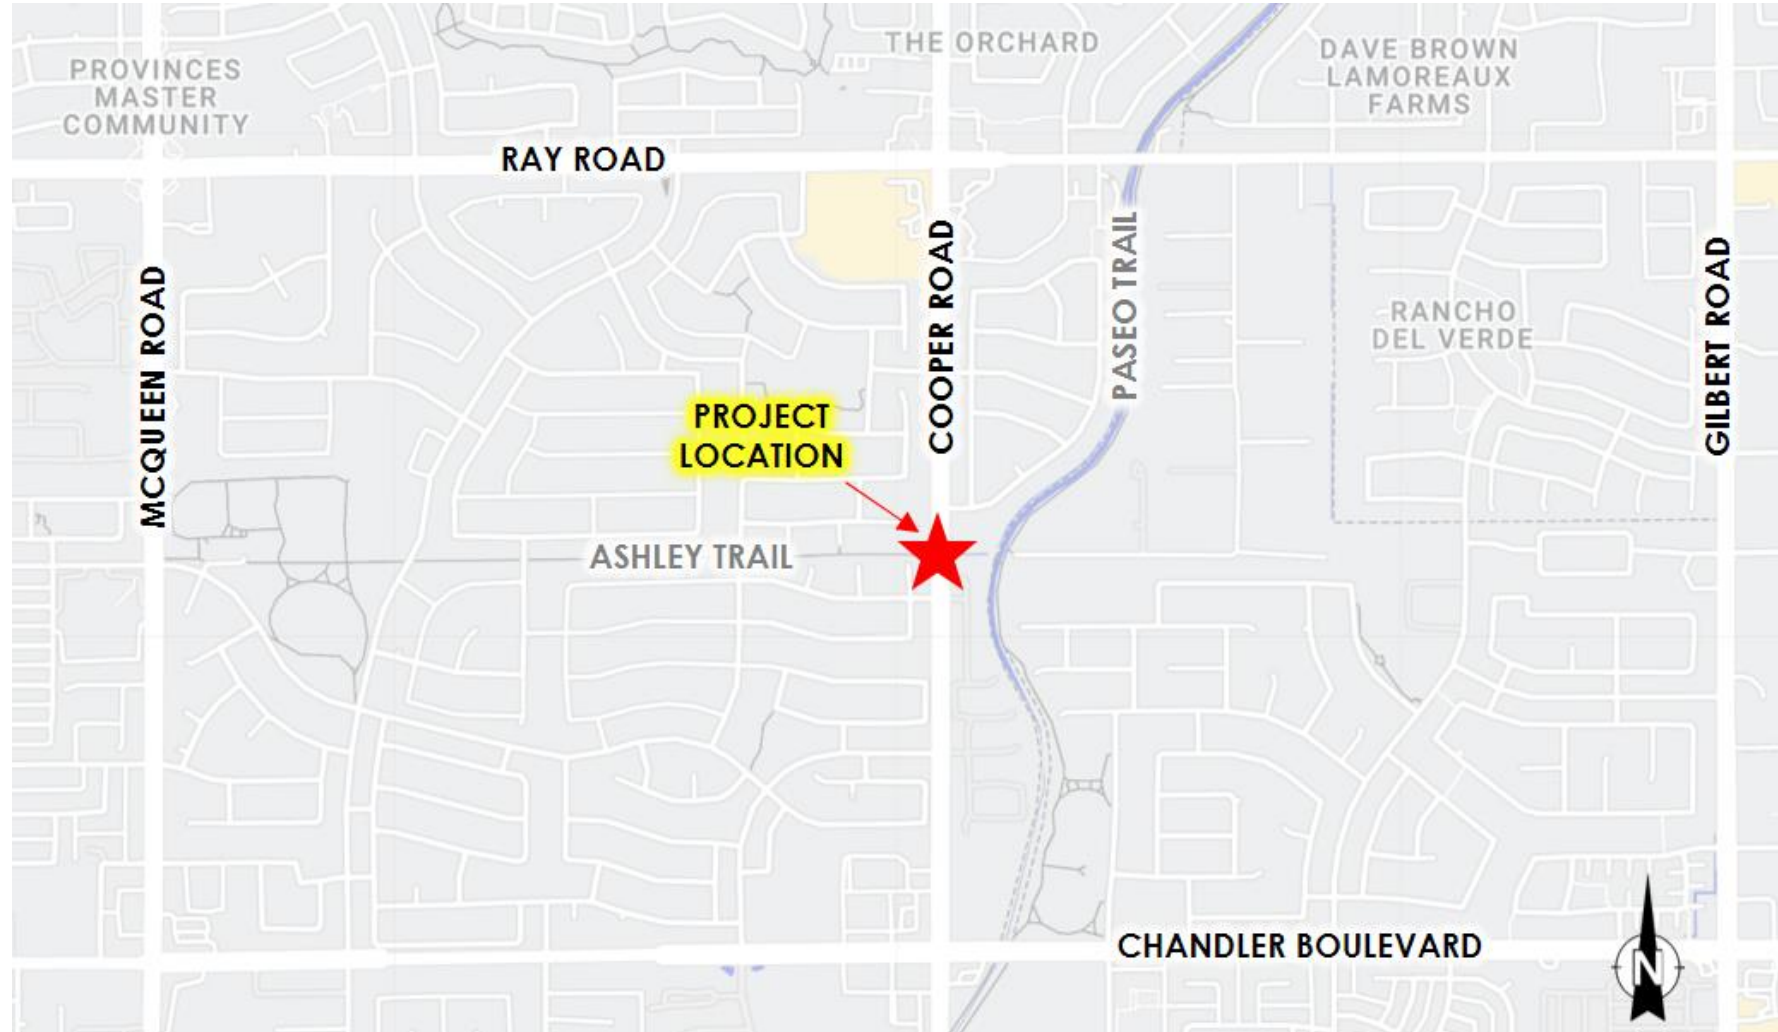 THE ORCHARD
DAVE BROWN
LAMOREAUX
FARMS
PROVINCES
MASTER
COMMUNITY
RAY ROAD
MCQUEEN ROAD
COOPER ROAD
PASEO TRAIL
GILBERT ROAD
RANCHO
DEL VERDE
PROJECT
LOCATION
ASHLEY TRAIL
CHANDLER BOULEVARD
N